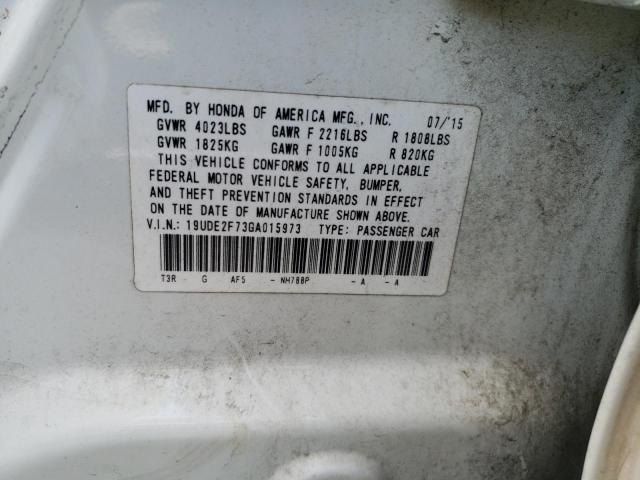 MFD. BY HONDA OF AMERICA MFG., INC. 07/'15
GVWR 4023LBS GAWR F 2216LBS R 1808LBS
GVWR 1825KG GAWR F 1005KG R 820KG
THIS VEHICLE CONFORMS TO ALL APPLICABLE
FEDERAL MOTOR VEHICLE SAFETY, BUMPER,
AND THEFT PREVENTION STANDARDS IN EFFECT
ON THE DATE OF MANUFACTURE SHOWN ABOVE.
V.I.N.: 19UDE2F73GA015973 TYPE: PASSENGER CAR
T3R G AF5 - NH788P - A - A